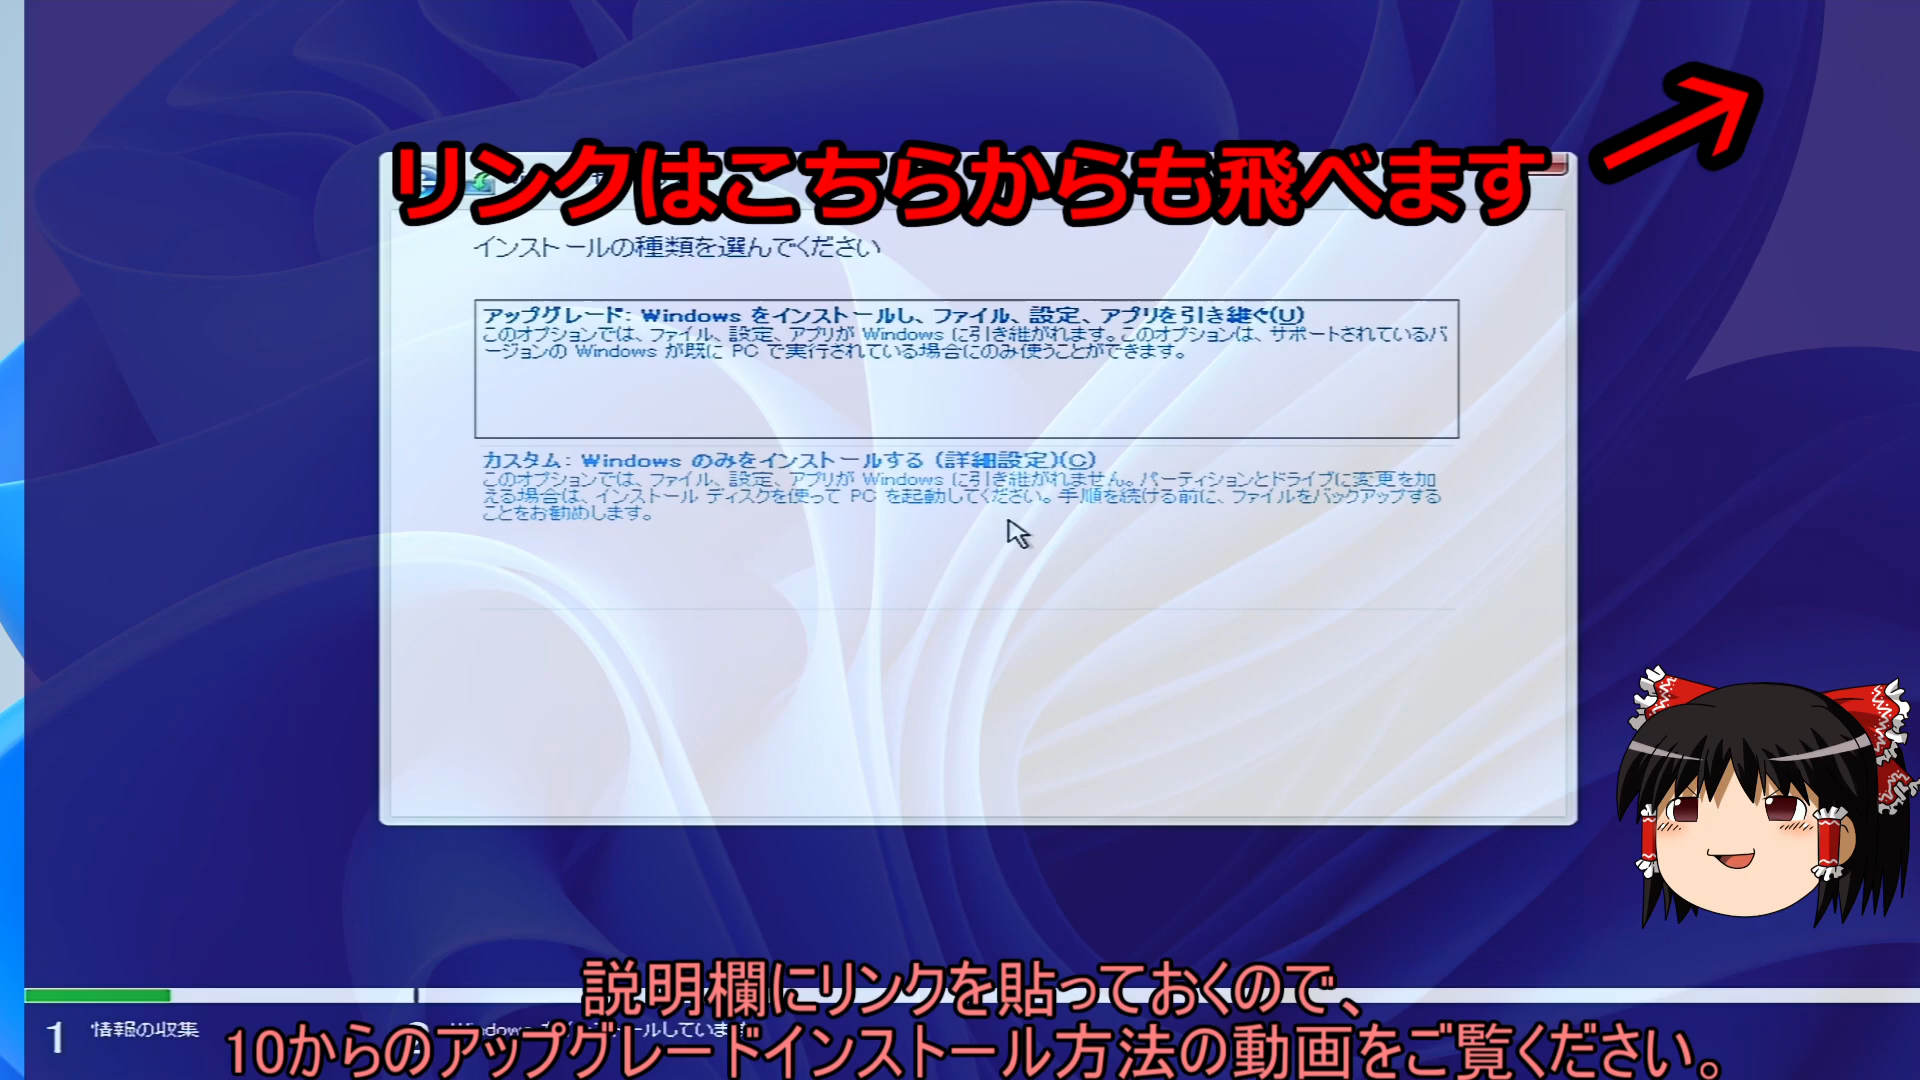 リンクはこちらからも飛べます
インストールの種類を選んでください
アップグレード: Windows をインストールし、ファイル、設定、アプリを引き継ぐ(U)
このオプションでは、ファイル、設定、アプリが Windows に引き継がれます。このオプションは、サポートされているバ
ージョンの Windows が既に PC で実行されている場合にのみ使うことができます。
カスタム: Windows のみをインストールする (詳細設定)(C)
このオプションでは、ファイル、設定、アプリが Windows に引き継がれません。パーティションとドライブに変更を加
える場合は、インストール ディスクを使って PC を起動してください。手順を続ける前に、ファイルをバックアップする
ことをお勧めします。
説明欄にリンクを貼っておくので、
1 情報の収集
10からのアップグレードインストール方法の動画をご覧ください。